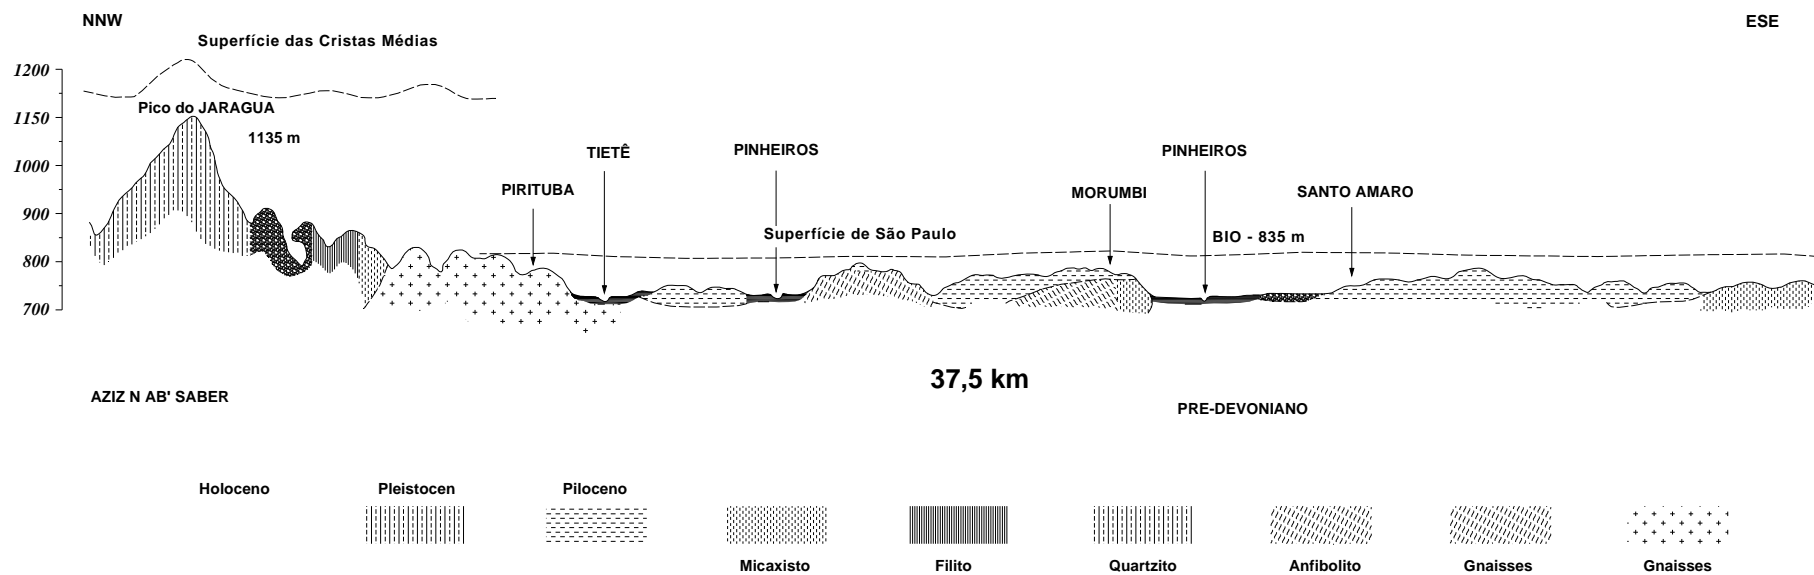 NNW
ESE
Superfície das Cristas Médias
1200
Pico do JARAGUA
1150
1135 m
TIETÊ
PINHEIROS
PINHEIROS
1000
PIRITUBA
MORUMBI
SANTO AMARO
900
Superfície de São Paulo
BIO - 835 m
800
700
37,5 km
AZIZ N AB' SABER
PRE-DEVONIANO
Holoceno
Pleistocen
Piloceno
Micaxisto
Filito
Quartzito
Anfibolito
Gnaisses
Gnaisses